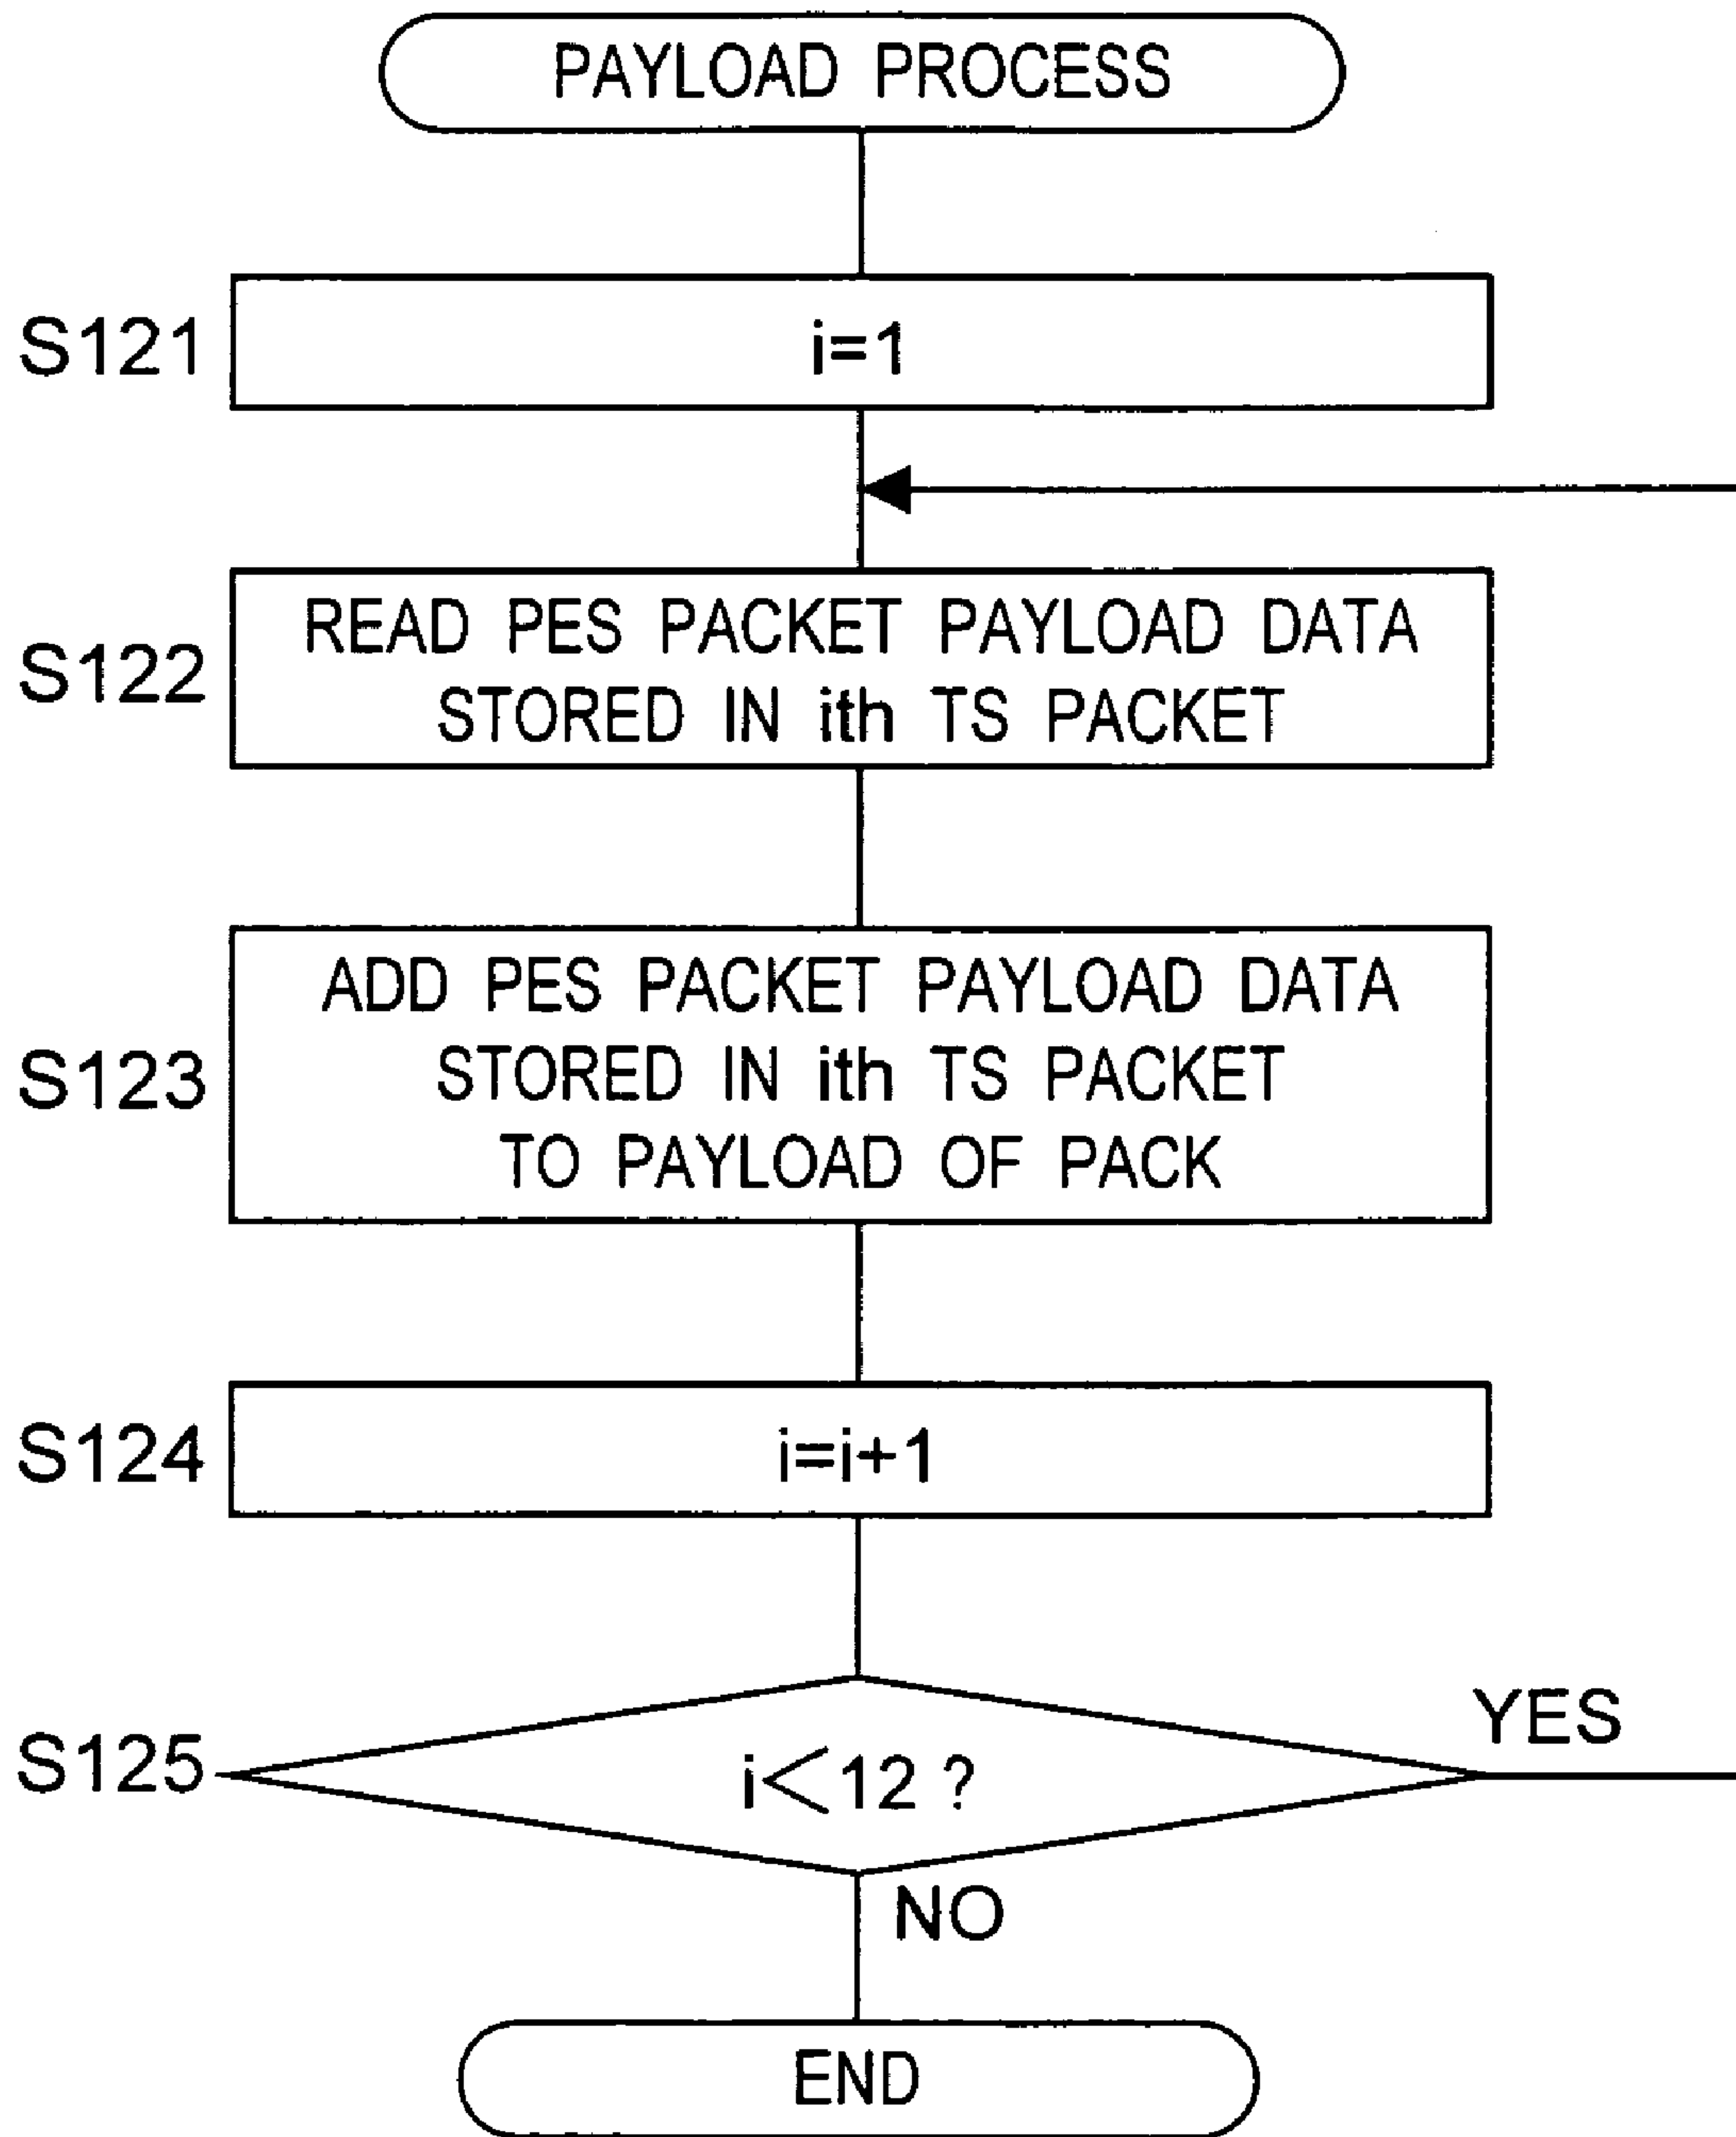 PAYLOAD PROCESS
S121
i=1
S122
READ PES PACKET PAYLOAD DATA
STORED IN ith TS PACKET
S123
ADD PES PACKET PAYLOAD DATA
STORED IN ith TS PACKET
TO PAYLOAD OF PACK
S124
i=i+1
S125
i<12 ?
YES
NO
END